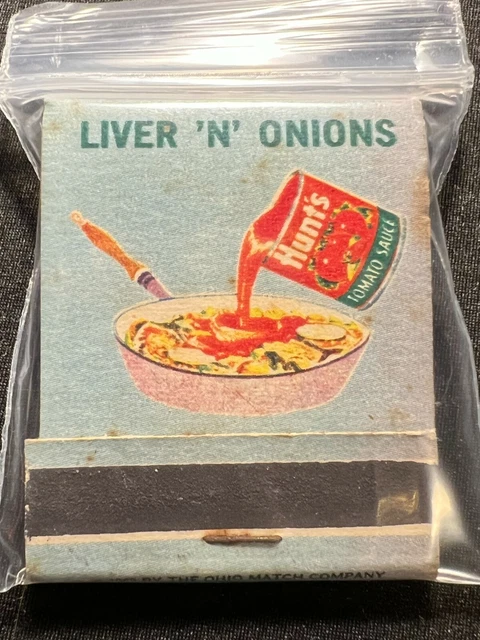 LIVER 'N' ONIONS
Hunt's
TOMATO SAUCE
BY THE OHIO MATCH COMPANY